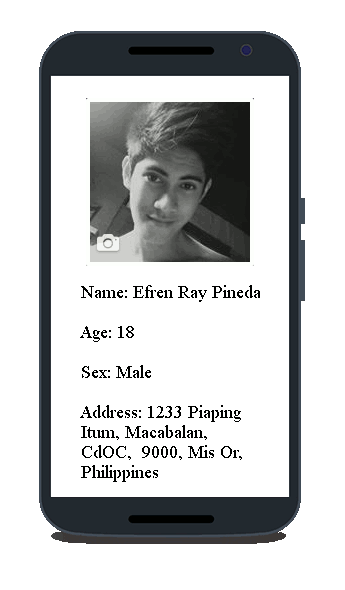 Name: Efren Ray Pineda
Age: 18
Sex: Male
Address: 1233 Piaping
Itum, Macabalan,
CdOC, 9000, Mis Or,
Philippines